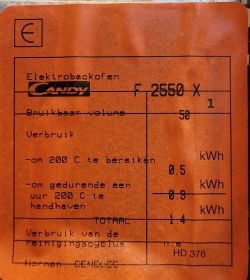 E
Elektrobackofen
CANDY F 2550 X
1
Bruikbaar volume 50
Verbruik
-om 200 C te bereiken 0.5 kWh
-om gedurende een
uur 200 C te
handhaven 0.9 kWh
TOTAAL 1.4 kWh
Verbruik van de
reinigingscyclus n.e
HD 376
Normen CENELEC